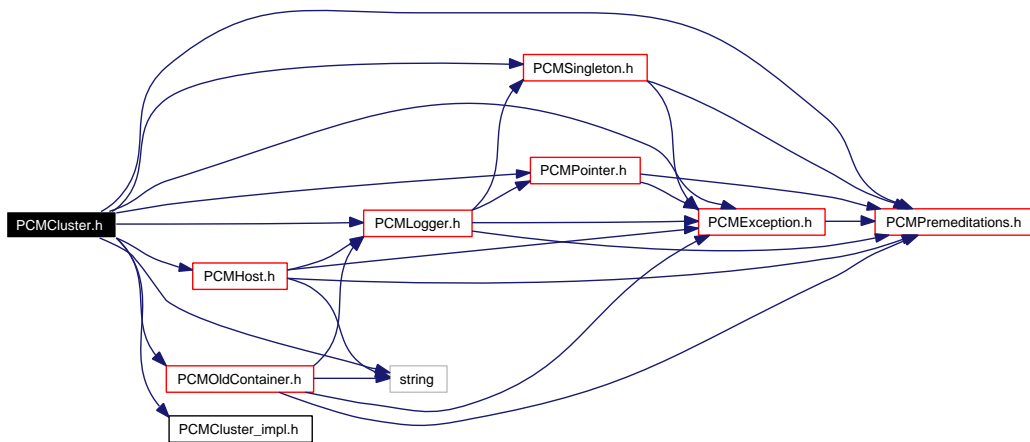 PCMSingleton.h
PCMPointer.h
PCMCluster.h
PCMLogger.h
PCMException.h
PCMPremeditations.h
PCMHost.h
PCMOldContainer.h
string
PCMCluster_impl.h